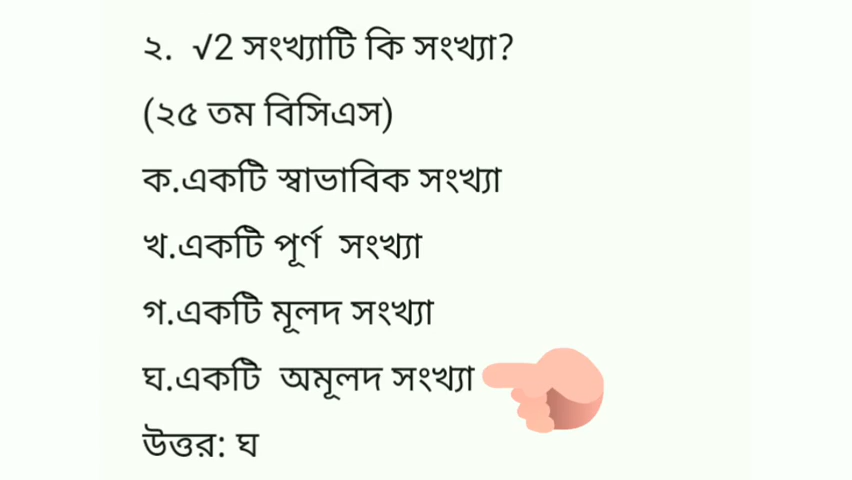 ২. √2 সংখ্যাটি কি সংখ্যা?
(২৫ তম বিসিএস)
ক.একটি স্বাভাবিক সংখ্যা
খ.একটি পূর্ণ সংখ্যা
গ.একটি মূলদ সংখ্যা
ঘ.একটি অমূলদ সংখ্যা
উত্তর: ঘ